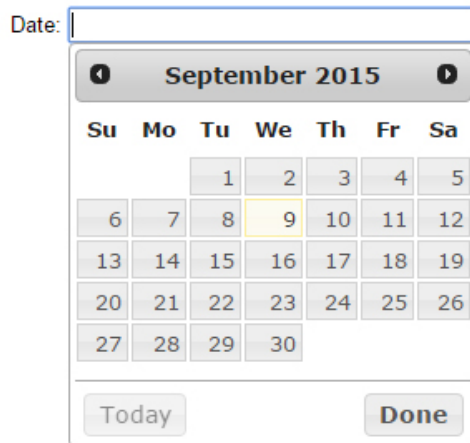 Date:
September 2015
Su Mo Tu We Th Fr Sa
1 2 3 4 5
6 7 8 9 10 11 12
13 14 15 16 17 18 19
20 21 22 23 24 25 26
27 28 29 30
Today Done